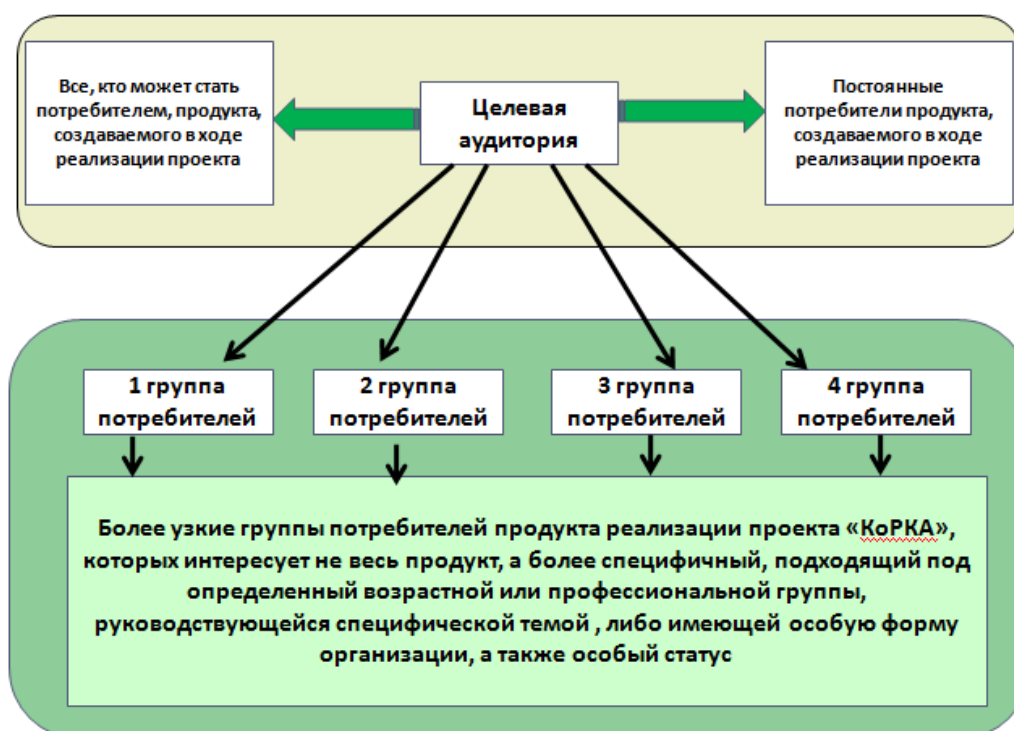 Все, кто может стать
потребителем, продукта,
создаваемого в ходе
реализации проекта
Целевая
аудитория
Постоянные
потребители продукта,
создаваемого в ходе
реализации проекта
1 группа
потребителей
2 группа
потребителей
3 группа
потребителей
4 группа
потребителей
Более узкие группы потребителей продукта реализации проекта «КоРКА»,
которых интересует не весь продукт, а более специфичный, подходящий под
определенный возрастной или профессиональной группы,
руководствующейся специфической темой , либо имеющей особую форму
организации, а также особый статус